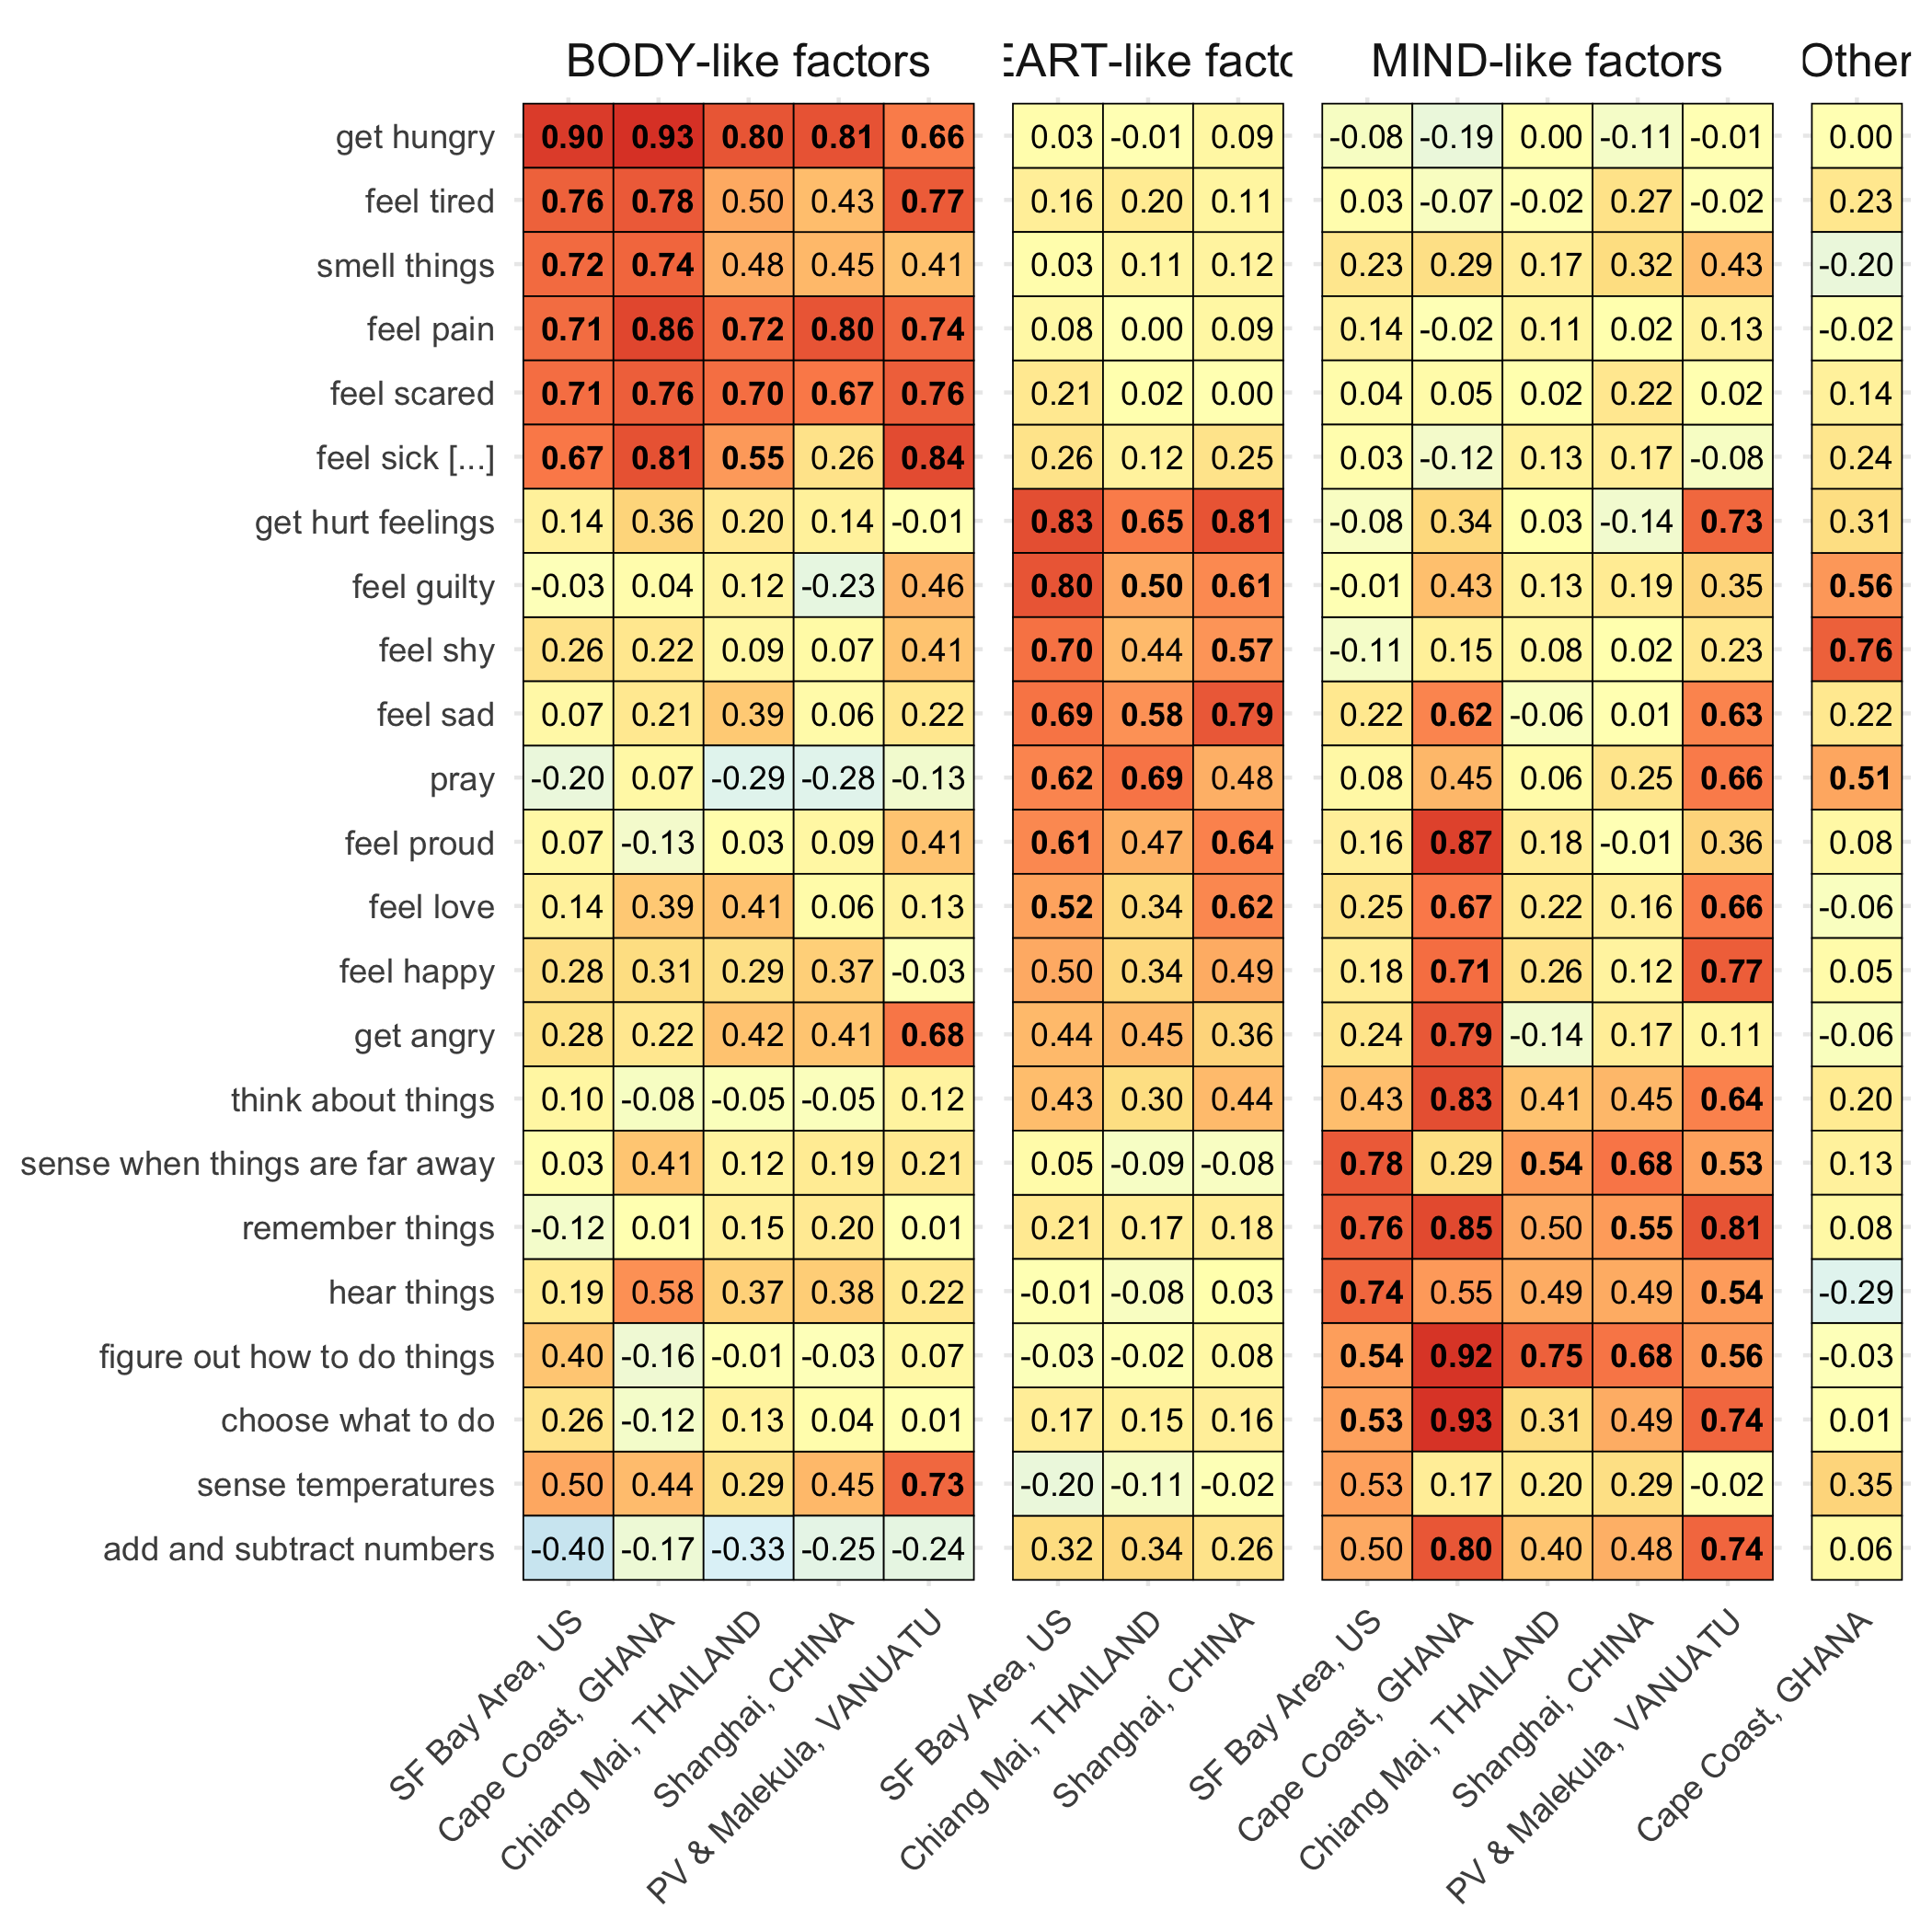 BODY-like factors EART-like facto MIND-like factors Other
get hungry 0.90 0.93 0.80 0.81 0.66 0.03 -0.01 0.09 -0.08 -0.19 0.00 -0.11 -0.01 0.00
feel tired 0.76 0.78 0.50 0.43 0.77 0.16 0.20 0.11 0.03 -0.07 -0.02 0.27 -0.02 0.23
smell things 0.72 0.74 0.48 0.45 0.41 0.03 0.11 0.12 0.23 0.29 0.17 0.32 0.43 -0.20
feel pain 0.71 0.86 0.72 0.80 0.74 0.08 0.00 0.09 0.14 -0.02 0.11 0.02 0.13 -0.02
feel scared 0.71 0.76 0.70 0.67 0.76 0.21 0.02 0.00 0.04 0.05 0.02 0.22 0.02 0.14
feel sick [...] 0.67 0.81 0.55 0.26 0.84 0.26 0.12 0.25 0.03 -0.12 0.13 0.17 -0.08 0.24
get hurt feelings 0.14 0.36 0.20 0.14 -0.01 0.83 0.65 0.81 -0.08 0.34 0.03 -0.14 0.73 0.31
feel guilty -0.03 0.04 0.12 -0.23 0.46 0.80 0.50 0.61 -0.01 0.43 0.13 0.19 0.35 0.56
feel shy 0.26 0.22 0.09 0.07 0.41 0.70 0.44 0.57 -0.11 0.15 0.08 0.02 0.23 0.76
feel sad 0.07 0.21 0.39 0.06 0.22 0.69 0.58 0.79 0.22 0.62 -0.06 0.01 0.63 0.22
pray -0.20 0.07 -0.29 -0.28 -0.13 0.62 0.69 0.48 0.08 0.45 0.06 0.25 0.66 0.51
feel proud 0.07 -0.13 0.03 0.09 0.41 0.61 0.47 0.64 0.16 0.87 0.18 -0.01 0.36 0.08
feel love 0.14 0.39 0.41 0.06 0.13 0.52 0.34 0.62 0.25 0.67 0.22 0.16 0.66 -0.06
feel happy 0.28 0.31 0.29 0.37 -0.03 0.50 0.34 0.49 0.18 0.71 0.26 0.12 0.77 0.05
get angry 0.28 0.22 0.42 0.41 0.68 0.44 0.45 0.36 0.24 0.79 -0.14 0.17 0.11 -0.06
think about things 0.10 -0.08 -0.05 -0.05 0.12 0.43 0.30 0.44 0.43 0.83 0.41 0.45 0.64 0.20
sense when things are far away 0.03 0.41 0.12 0.19 0.21 0.05 -0.09 -0.08 0.78 0.29 0.54 0.68 0.53 0.13
remember things -0.12 0.01 0.15 0.20 0.01 0.21 0.17 0.18 0.76 0.85 0.50 0.55 0.81 0.08
hear things 0.19 0.58 0.37 0.38 0.22 -0.01 -0.08 0.03 0.74 0.55 0.49 0.49 0.54 -0.29
figure out how to do things 0.40 -0.16 -0.01 -0.03 0.07 -0.03 -0.02 0.08 0.54 0.92 0.75 0.68 0.56 -0.03
choose what to do 0.26 -0.12 0.13 0.04 0.01 0.17 0.15 0.16 0.53 0.93 0.31 0.49 0.74 0.01
sense temperatures 0.50 0.44 0.29 0.45 0.73 -0.20 -0.11 -0.02 0.53 0.17 0.20 0.29 -0.02 0.35
add and subtract numbers -0.40 -0.17 -0.33 -0.25 -0.24 0.32 0.34 0.26 0.50 0.80 0.40 0.48 0.74 0.06
SF Bay Area, US
Cape Coast, GHANA
Chiang Mai, THAILAND
Shanghai, CHINA
PV & Malekula, VANUATU
SF Bay Area, US
Chiang Mai, THAILAND
Shanghai, CHINA
SF Bay Area, US
Cape Coast, GHANA
Chiang Mai, THAILAND
Shanghai, CHINA
PV & Malekula, VANUATU
Cape Coast, GHANA